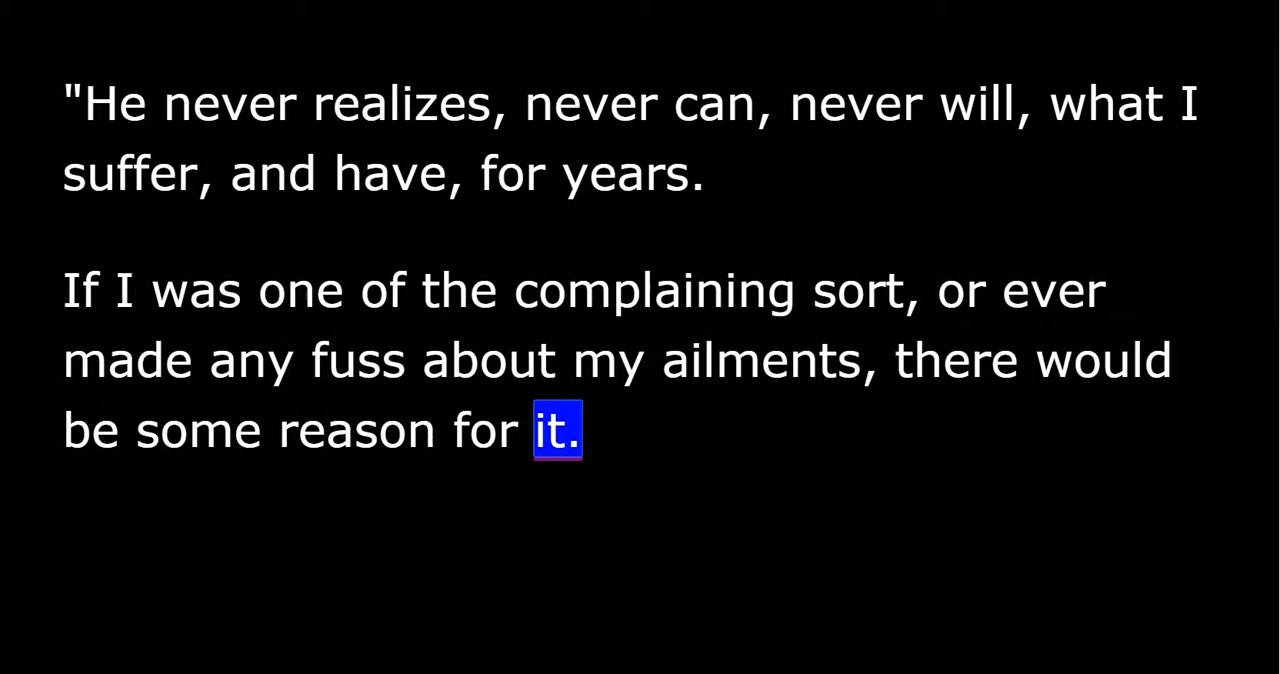 "He never realizes, never can, never will, what I
suffer, and have, for years.
If I was one of the complaining sort, or ever
made any fuss about my ailments, there would
be some reason for it.